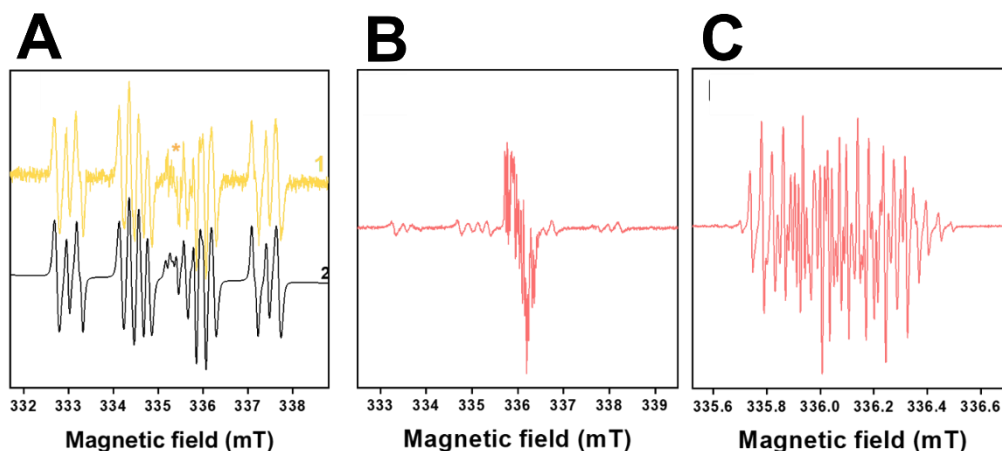 A B C
* 1
2
332 333 334 335 336 337 338
333 334 335 336 337 338 339
335.6 335.8 336.0 336.2 336.4 336.6
Magnetic field (mT) Magnetic field (mT) Magnetic field (mT)